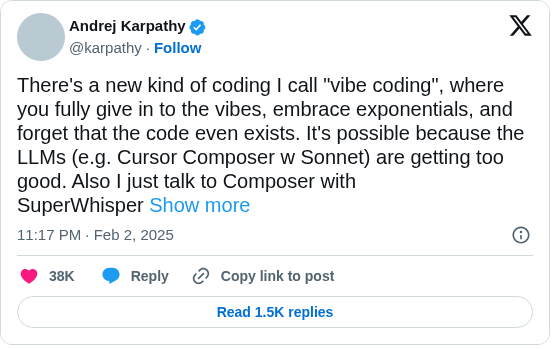 Andrej Karpathy
@karpathy · Follow
There's a new kind of coding I call "vibe coding", where
you fully give in to the vibes, embrace exponentials, and
forget that the code even exists. It's possible because the
LLMs (e.g. Cursor Composer w Sonnet) are getting too
good. Also I just talk to Composer with
SuperWhisper Show more
11:17 PM · Feb 2, 2025
38K Reply Copy link to post
Read 1.5K replies